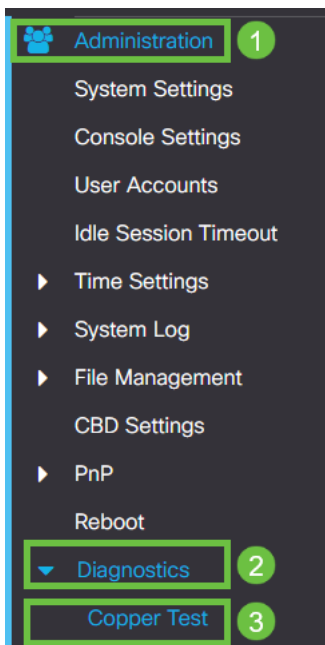 Administration 1
System Settings
Console Settings
User Accounts
Idle Session Timeout
Time Settings
System Log
File Management
CBD Settings
PnP
Reboot
Diagnostics 2
Copper Test 3